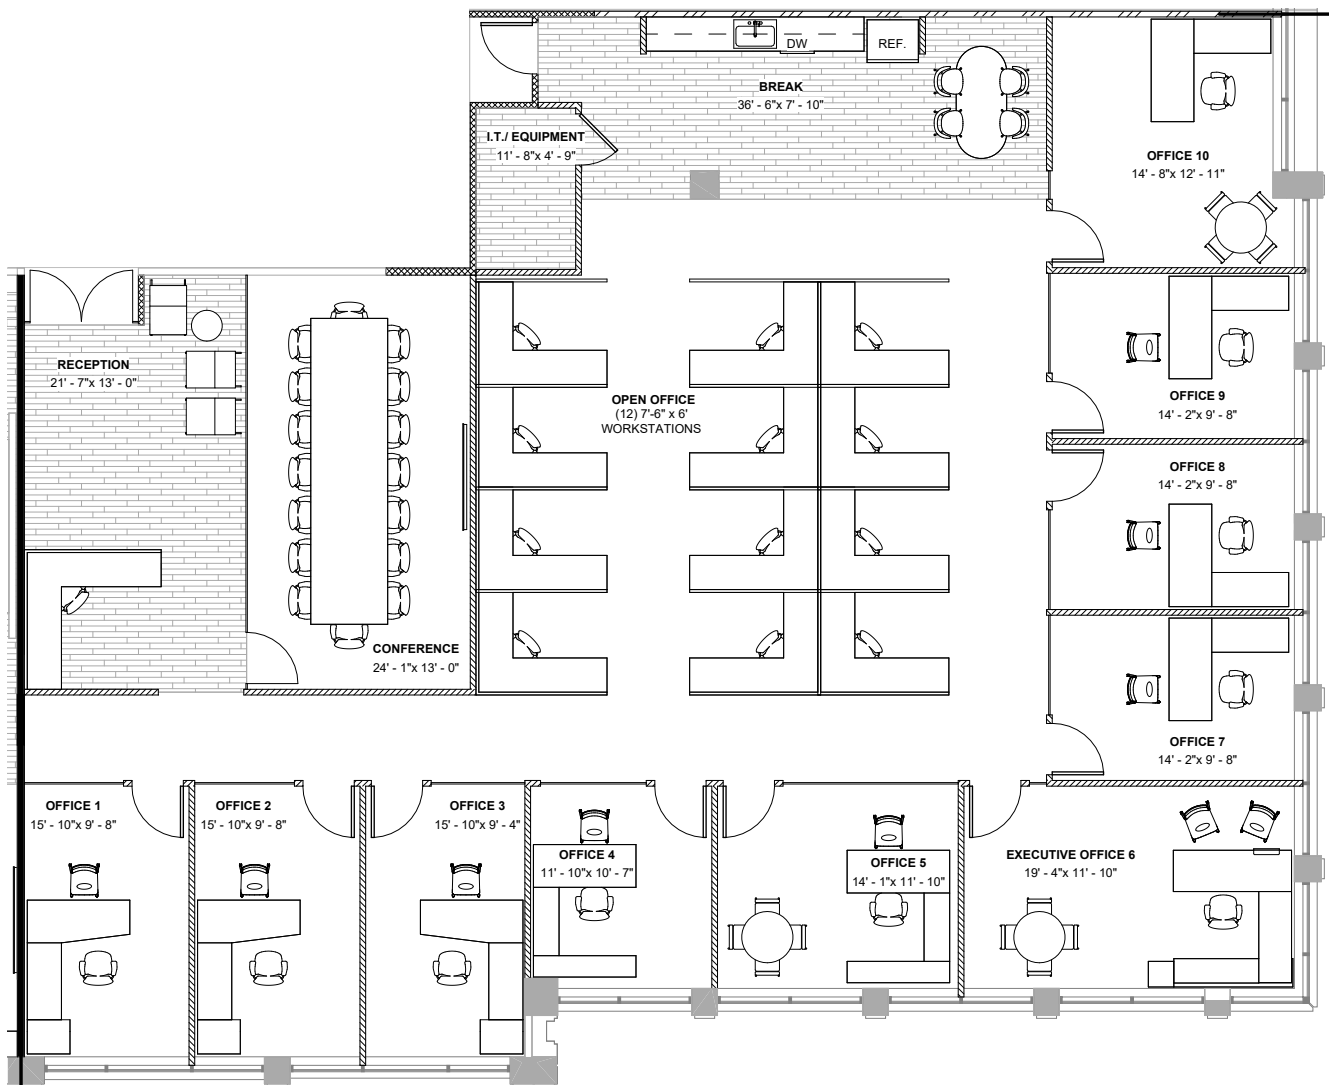 DW
REF.
BREAK
36' - 6"x 7' - 10"
I.T./ EQUIPMENT
11' - 8"x 4' - 9"
OFFICE 10
14' - 8"x 12' - 11"
RECEPTION
21' - 7"x 13' - 0"
OPEN OFFICE
(12) 7'-6" x 6'
WORKSTATIONS
OFFICE 9
14' - 2"x 9' - 8"
OFFICE 8
14' - 2"x 9' - 8"
CONFERENCE
24' - 1"x 13' - 0"
OFFICE 7
14' - 2"x 9' - 8"
OFFICE 1
15' - 10"x 9' - 8"
OFFICE 2
15' - 10"x 9' - 8"
OFFICE 3
15' - 10"x 9' - 4"
OFFICE 4
11' - 10"x 10' - 7"
OFFICE 5
14' - 1"x 11' - 10"
EXECUTIVE OFFICE 6
19' - 4"x 11' - 10"